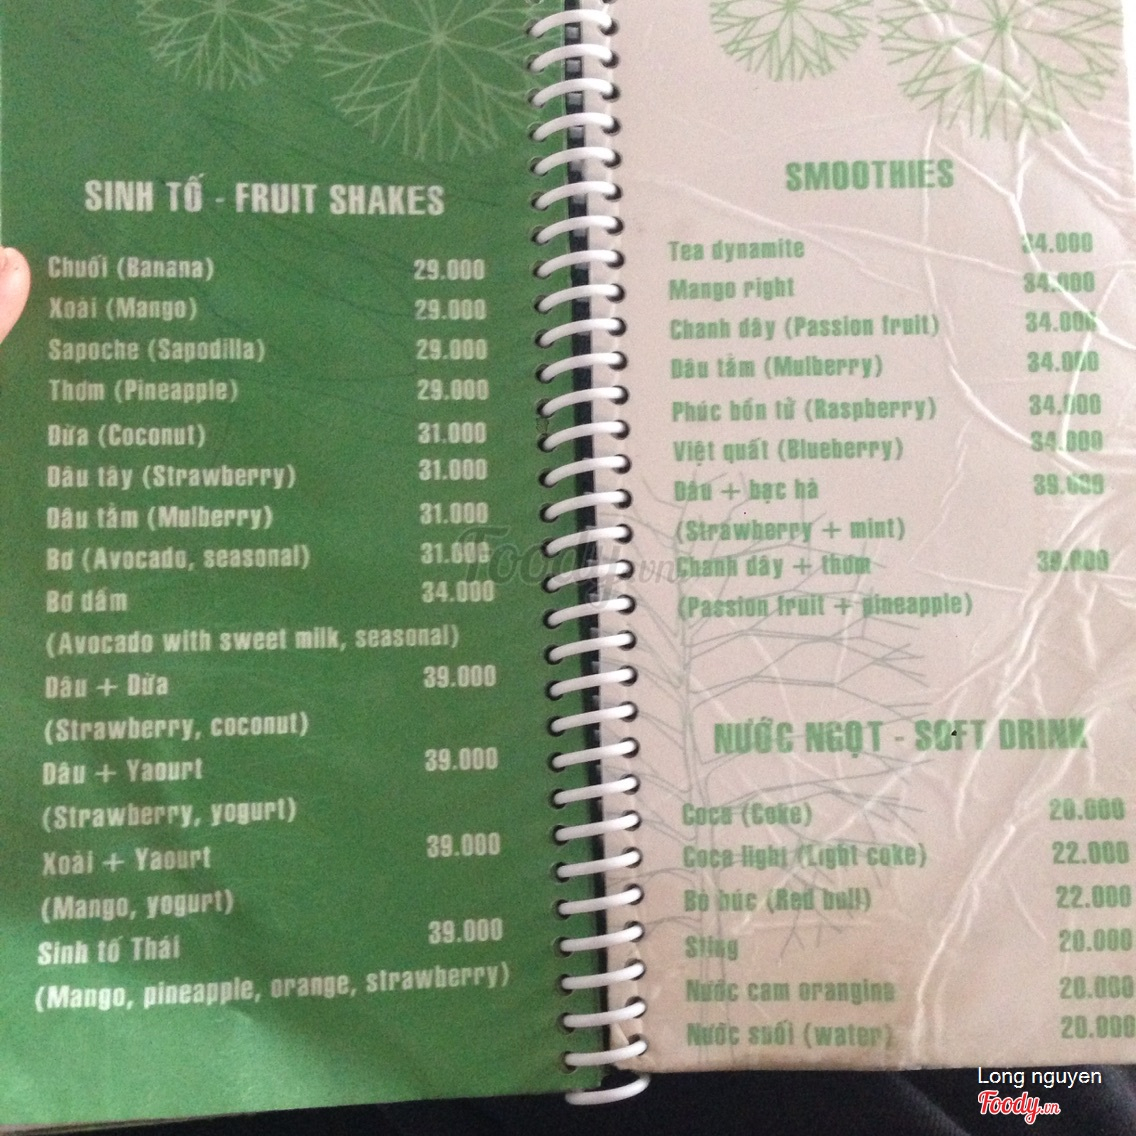 SINH TỐ - FRUIT SHAKES
Chuối (Banana) 29.000
Xoài (Mango) 29.000
Sapoche (Sapodilla) 29.000
Thơm (Pineapple) 29.000
Dừa (Coconut) 31.000
Dâu tây (Strawberry) 31.000
Dâu tằm (Mulberry) 31.000
Bơ (Avocado, seasonal) 31.000
Bơ dầm 34.000
(Avocado with sweet milk, seasonal)
Dâu + Dừa 39.000
(Strawberry, coconut)
Dâu + Yaourt 39.000
(Strawberry, yogurt)
Xoài + Yaourt 39.000
(Mango, yogurt)
Sinh tố Thái 39.000
(Mango, pineapple, orange, strawberry)
SMOOTHIES
Tea dynamite 34.000
Mango right 34.000
Chanh dây (Passion fruit) 34.000
Dâu tằm (Mulberry) 34.000
Phúc bồn tử (Raspberry) 34.000
Việt quất (Blueberry) 34.000
Dâu + bạc hà 39.000
(Strawberry + mint)
Chanh dây + thơm 39.000
(Passion fruit + pineapple)
NƯỚC NGỌT - SOFT DRINK
Coca (Coke) 20.000
Coca light (Light coke) 22.000
Bò húc (Red bull) 22.000
Sting 20.000
Nước cam orangina 20.000
Nước suối (water) 20.000
Foody.vn
Long nguyen
Foody.vn